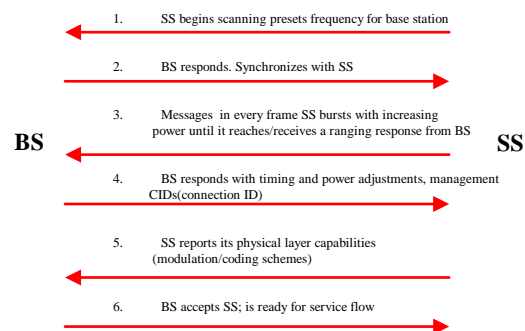 1. SS begins scanning presets frequency for base station
2. BS responds. Synchronizes with SS
3. Messages in every frame SS bursts with increasing
power until it reaches/receives a ranging response from BS
BS
SS
4. BS responds with timing and power adjustments, management
CIDs(connection ID)
5. SS reports its physical layer capabilities
(modulation/coding schemes)
6. BS accepts SS; is ready for service flow